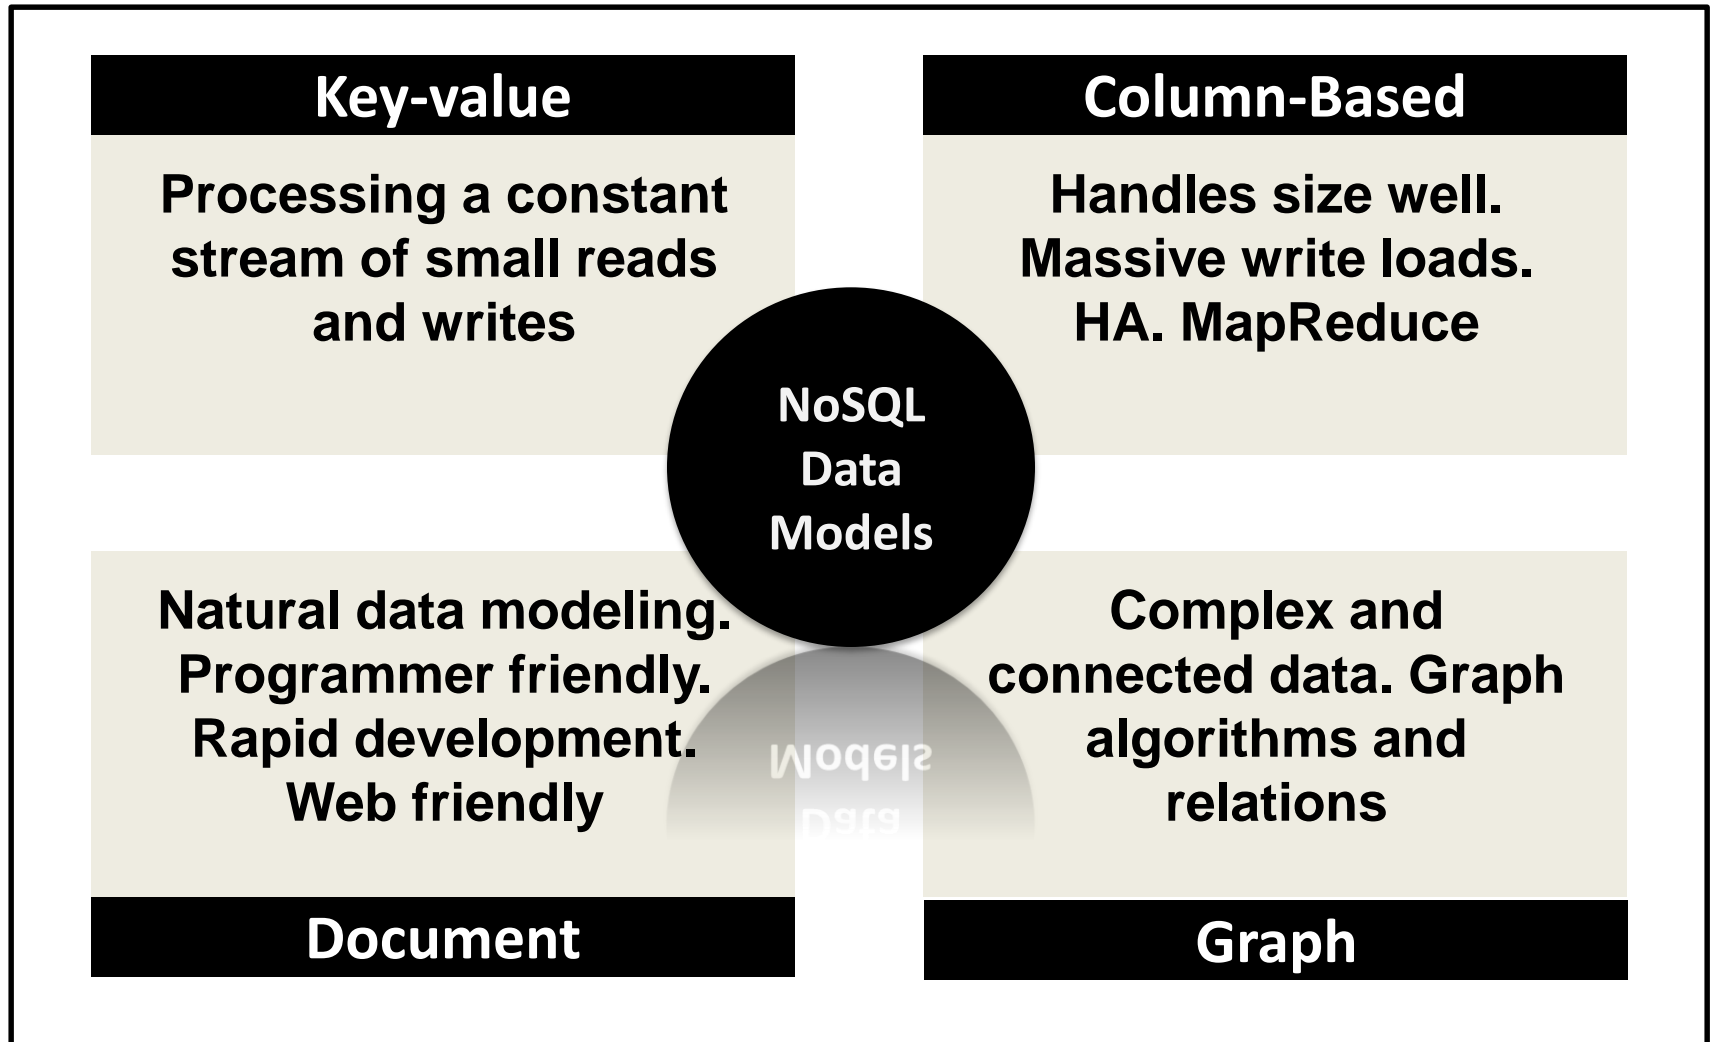 Key-value
Processing a constant
stream of small reads
and writes
Column-Based
Handles size well.
Massive write loads.
HA. MapReduce
NoSQL
Data
Models
Natural data modeling.
Programmer friendly.
Rapid development.
Web friendly
Document
Complex and
connected data. Graph
algorithms and
relations
Graph
Models
Data